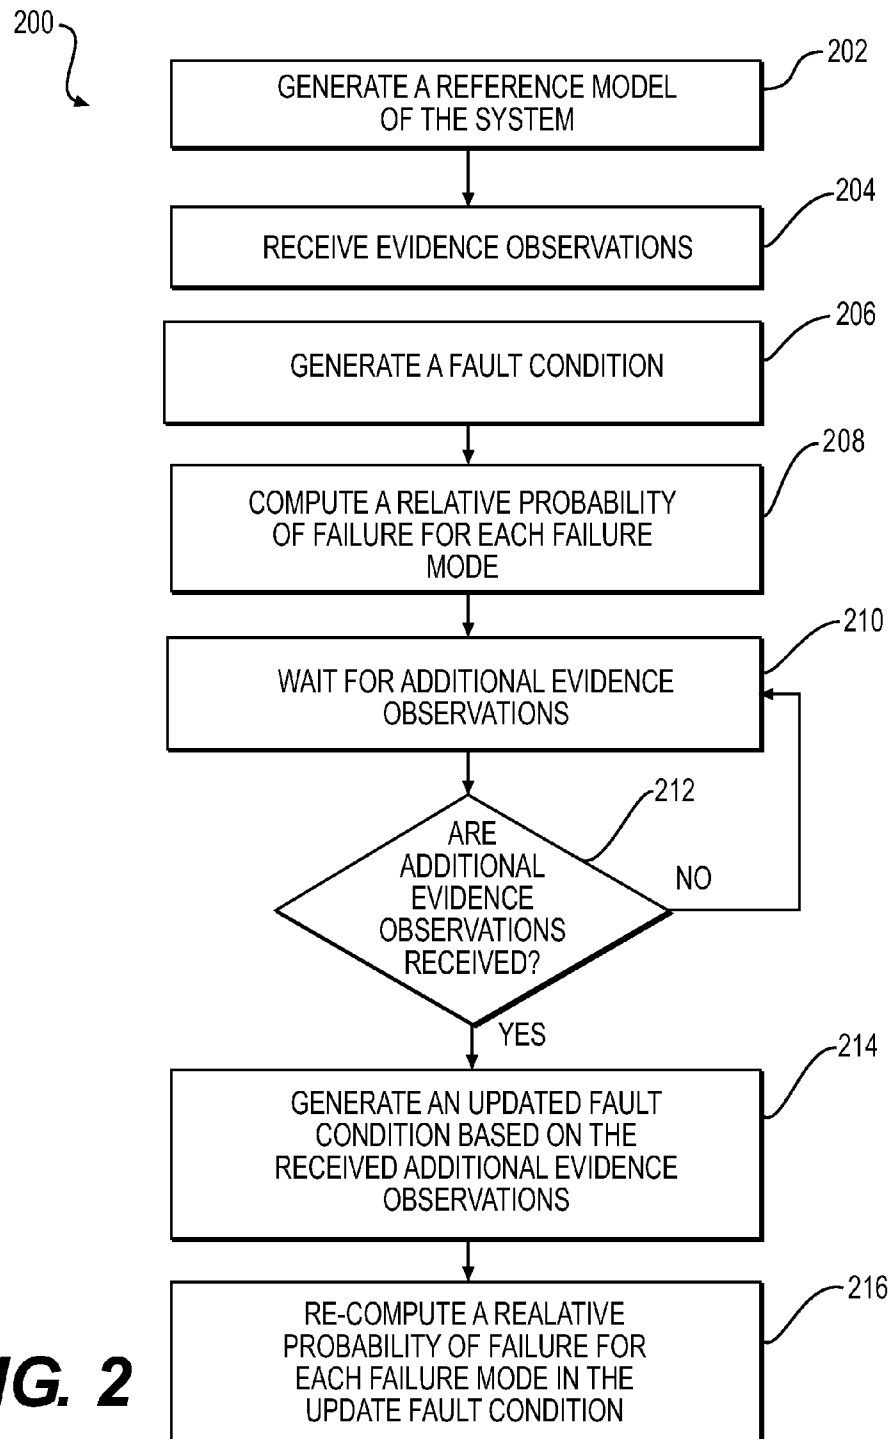 200
202
GENERATE A REFERENCE MODEL
OF THE SYSTEM
204
RECEIVE EVIDENCE OBSERVATIONS
206
GENERATE A FAULT CONDITION
208
COMPUTE A RELATIVE PROBABILITY
OF FAILURE FOR EACH FAILURE
MODE
210
WAIT FOR ADDITIONAL EVIDENCE
OBSERVATIONS
212
ARE
ADDITIONAL
EVIDENCE
OBSERVATIONS
RECEIVED?
NO
YES
214
GENERATE AN UPDATED FAULT
CONDITION BASED ON THE
RECEIVED ADDITIONAL EVIDENCE
OBSERVATIONS
216
RE-COMPUTE A REALATIVE
PROBABILITY OF FAILURE FOR
EACH FAILURE MODE IN THE
UPDATE FAULT CONDITION
IG. 2